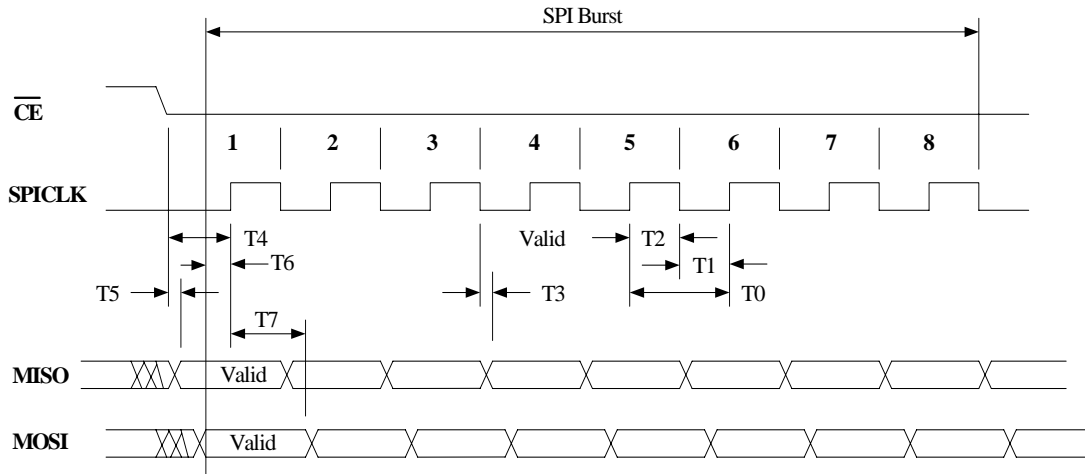 SPI Burst
CE
1 2 3 4 5 6 7 8
SPICLK
T4 Valid T2
T6 T1
T5 T3 T0
T7
MISO Valid
MOSI Valid